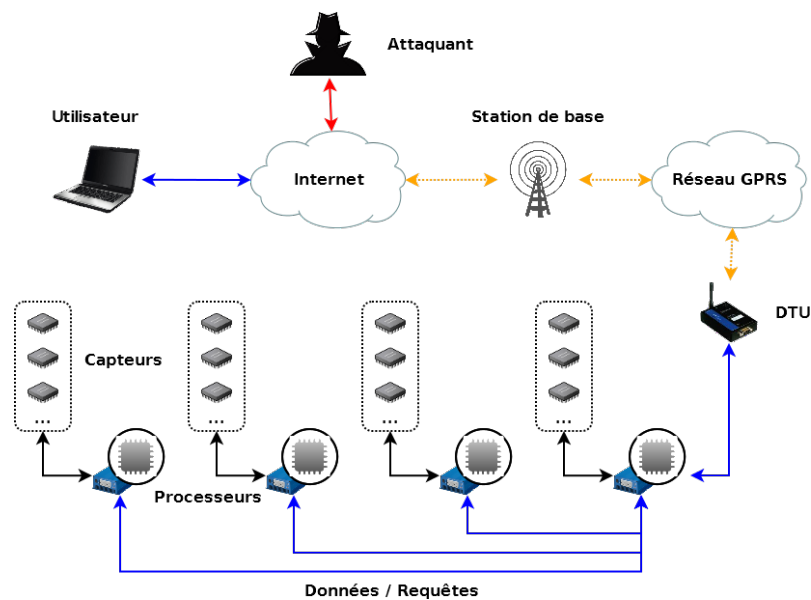 Attaquant
Utilisateur
Station de base
Internet
Réseau GPRS
DTU
Capteurs
...
...
...
...
Processeurs
Données / Requêtes